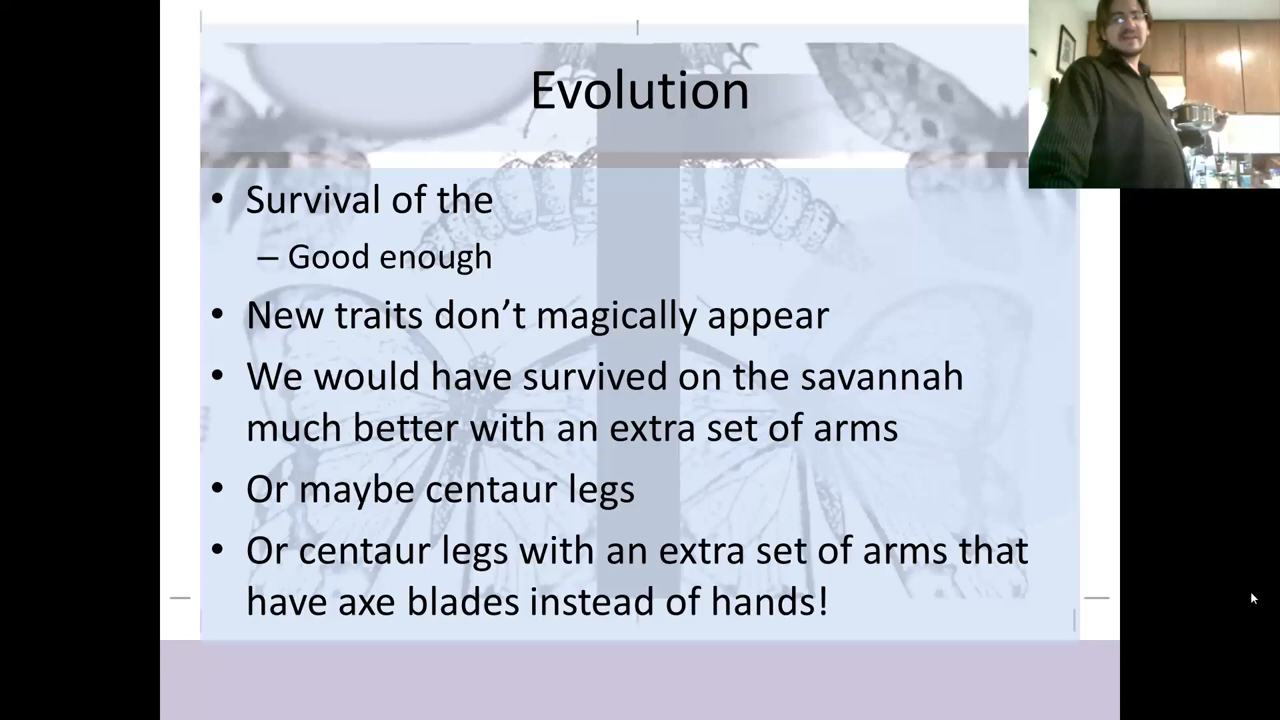 Evolution
• Survival of the
– Good enough
• New traits don’t magically appear
• We would have survived on the savannah
much better with an extra set of arms
• Or maybe centaur legs
• Or centaur legs with an extra set of arms that
have axe blades instead of hands!